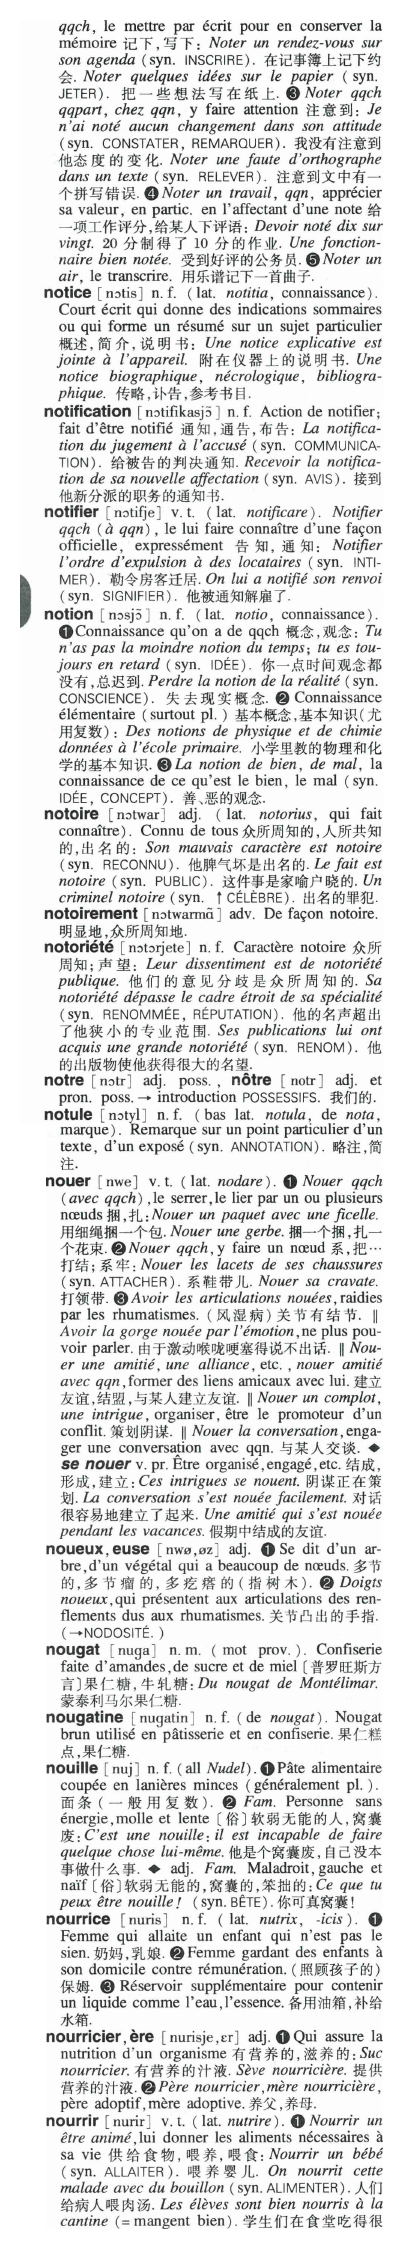 qqch, le mettre par écrit pour en conserver la
mémoire 记下,写下: Noter un rendez-vous sur
son agenda (syn. INSCRIRE). 在记事簿上记下约
会. Noter quelques idées sur le papier (syn.
JETER). 把一些想法写在纸上. ❸ Noter qqch
qqpart, chez qqn, y faire attention 注意到: Je
n'ai noté aucun changement dans son attitude
(syn. CONSTATER, REMARQUER). 我没有注意到
他态度的变化. Noter une faute d'orthographe
dans un texte (syn. RELEVER). 注意到文中有一
个拼写错误. ❹ Noter un travail, qqn, apprécier
sa valeur, en partic. en l'affectant d'une note 给
一项工作评分,给某人下评语: Devoir noté dix sur
vingt. 20 分制得了 10 分的作业. Une fonction-
naire bien notée. 受到好评的公务员. ❺ Noter un
air, le transcrire. 用乐谱记下一首曲子.
notice [nɔtis] n.f. (lat. notitia, connaissance).
Court écrit qui donne des indications sommaires
ou qui forme un résumé sur un sujet particulier
概述,简介,说明书: Une notice explicative est
jointe à l'appareil. 附在仪器上的说明书. Une
notice biographique, nécrologique, bibliogra-
phique. 传略,讣告,参考书目.
notification [nɔtifikasjɔ̃] n.f. Action de notifier;
fait d'être notifié 通知,通告,布告: La notifica-
tion du jugement à l'accusé (syn. COMMUNICA-
TION). 给被告的判决通知. Recevoir la notifica-
tion de sa nouvelle affectation (syn. AVIS). 接到
他新分派的职务的通知书.
notifier [nɔtifje] v.t. (lat. notificare). Notifier
qqch (à qqn), le lui faire connaître d'une façon
officielle, expressément 告知,通知: Notifier
l'ordre d'expulsion à des locataires (syn. INTI-
MER). 勒令房客迁居. On lui a notifié son renvoi
(syn. SIGNIFIER). 他被通知解雇了.
notion [nɔsjɔ̃] n.f. (lat. notio, connaissance).
❶ Connaissance qu'on a de qqch 概念,观念: Tu
n'as pas la moindre notion du temps; tu es tou-
jours en retard (syn. IDÉE). 你一点时间观念都
没有,总迟到. Perdre la notion de la réalité (syn.
CONSCIENCE). 失去现实概念. ❷ Connaissance
élémentaire (surtout pl.) 基本概念,基本知识(尤
用复数): Des notions de physique et de chimie
données à l'école primaire. 小学里教的物理和化
学的基本知识. ❸ La notion de bien, de mal, la
connaissance de ce qu'est le bien, le mal (syn.
IDÉE, CONCEPT). 善、恶的观念.
notoire [nɔtwar] adj. (lat. notorius, qui fait
connaître). Connu de tous 众所周知的,人所共知
的,出名的: Son mauvais caractère est notoire
(syn. RECONNU). 他脾气坏是出名的. Le fait est
notoire (syn. PUBLIC). 这件事是家喻户晓的. Un
criminel notoire (syn. ↑CÉLÈBRE). 出名的罪犯.
notoirement [nɔtwarmɑ̃] adv. De façon notoire.
明显地,众所周知地.
notoriété [nɔtɔrjete] n.f. Caractère notoire 众所
周知; 声望: Leur dissentiment est de notoriété
publique. 他们的意见分歧是众所周知的. Sa
notoriété dépasse le cadre étroit de sa spécialité
(syn. RENOMMÉE, RÉPUTATION). 他的名声超出
了他狭小的专业范围. Ses publications lui ont
acquis une grande notoriété (syn. RENOM). 他
的出版物使他获得很大的名望.
notre [nɔtr] adj. poss., nôtre [notr] adj. et
pron. poss. → introduction POSSESSIFS. 我们的.
notule [nɔtyl] n.f. (bas lat. notula, de nota,
marque). Remarque sur un point particulier d'un
texte, d'un exposé (syn. ANNOTATION). 略注,简
注.
nouer [nwe] v.t. (lat. nodare). ❶ Nouer qqch
(avec qqch), le serrer, le lier par un ou plusieurs
nœuds 捆,扎: Nouer un paquet avec une ficelle.
用细绳捆一个包. Nouer une gerbe. 捆一个捆,扎一
个花束. ❷ Nouer qqch, y faire un nœud 系,把…
打结; 系牢: Nouer les lacets de ses chaussures
(syn. ATTACHER). 系鞋带儿. Nouer sa cravate.
打领带. ❸ Avoir les articulations nouées, raidies
par les rhumatismes. (风湿病)关节有结节. ‖
Avoir la gorge nouée par l'émotion, ne plus pou-
voir parler. 由于激动喉咙哽塞得说不出话. ‖ Nou-
er une amitié, une alliance, etc., nouer amitié
avec qqn, former des liens amicaux avec lui. 建立
友谊,结盟,与某人建立友谊. ‖ Nouer un complot,
une intrigue, organiser, être le promoteur d'un
conflit. 策划阴谋. ‖ Nouer la conversation, enga-
ger une conversation avec qqn. 与某人交谈. ◆
se nouer v.pr. Être organisé, engagé, etc. 结成,
形成,建立: Ces intrigues se nouent. 阴谋正在策
划. La conversation s'est nouée facilement. 对话
很容易地建立了起来. Une amitié qui s'est nouée
pendant les vacances. 假期中结成的友谊.
noueux, euse [nwø,øz] adj. ❶ Se dit d'un ar-
bre, d'un végétal qui a beaucoup de nœuds. 多节
的,多节瘤的,多疙瘩的(指树木). ❷ Doigts
noueux, qui présentent aux articulations des ren-
flements dus aux rhumatismes. 关节凸出的手指.
(→NODOSITÉ.)
nougat [nuga] n.m. (mot prov.). Confiserie
faite d'amandes, de sucre et de miel〔普罗旺斯方
言〕果仁糖,牛轧糖: Du nougat de Montélimar.
蒙泰利马尔果仁糖.
nougatine [nugatin] n.f. (de nougat). Nougat
brun utilisé en pâtisserie et en confiserie. 果仁糕
点,果仁糖.
nouille [nuj] n.f. (all Nudel). ❶ Pâte alimentaire
coupée en lanières minces (généralement pl.).
面条(一般用复数). ❷ Fam. Personne sans
énergie, molle et lente〔俗〕软弱无能的人,窝囊
废: C'est une nouille: il est incapable de faire
quelque chose lui-même. 他是个窝囊废,自己没本
事做什么事. ◆ adj. Fam. Maladroit, gauche et
naïf〔俗〕软弱无能的,窝囊的,笨拙的: Ce que tu
peux être nouille! (syn. BÊTE). 你可真窝囊!
nourrice [nuris] n.f. (lat. nutrix, -icis). ❶
Femme qui allaite un enfant qui n'est pas le
sien. 奶妈,乳娘. ❷ Femme gardant des enfants à
son domicile contre rémunération. (照顾孩子的)
保姆. ❸ Réservoir supplémentaire pour contenir
un liquide comme l'eau, l'essence. 备用油箱,补给
水箱.
nourricier, ère [nurisje,ɛr] adj. ❶ Qui assure la
nutrition d'un organisme 有营养的,滋养的: Suc
nourricier. 有营养的汁液. Sève nourricière. 提供
营养的汁液. ❷ Père nourricier, mère nourricière,
père adoptif, mère adoptive. 养父,养母.
nourrir [nurir] v.t. (lat. nutrire). ❶ Nourrir un
être animé, lui donner les aliments nécessaires à
sa vie 供给食物,喂养,喂食: Nourrir un bébé
(syn. ALLAITER). 喂养婴儿. On nourrit cette
malade avec du bouillon (syn. ALIMENTER). 人们
给病人喂肉汤. Les élèves sont bien nourris à la
cantine (=mangent bien). 学生们在食堂吃得很